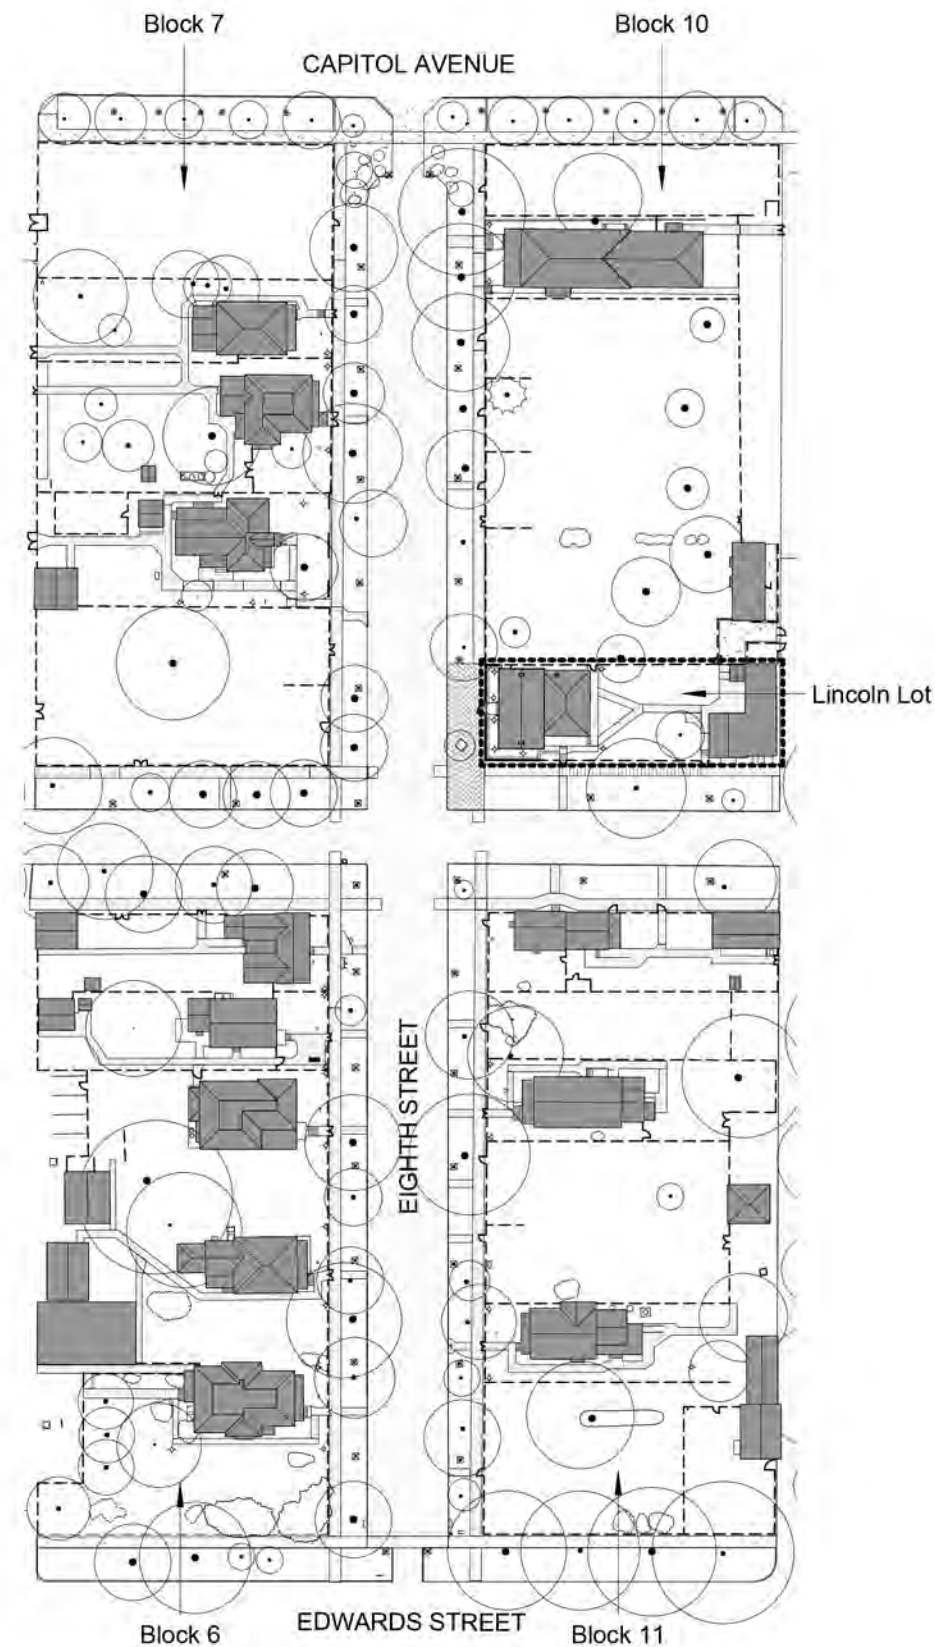 Block 7
Block 10
CAPITOL AVENUE
Lincoln Lot
EIGHTH STREET
EDWARDS STREET
Block 6
Block 11